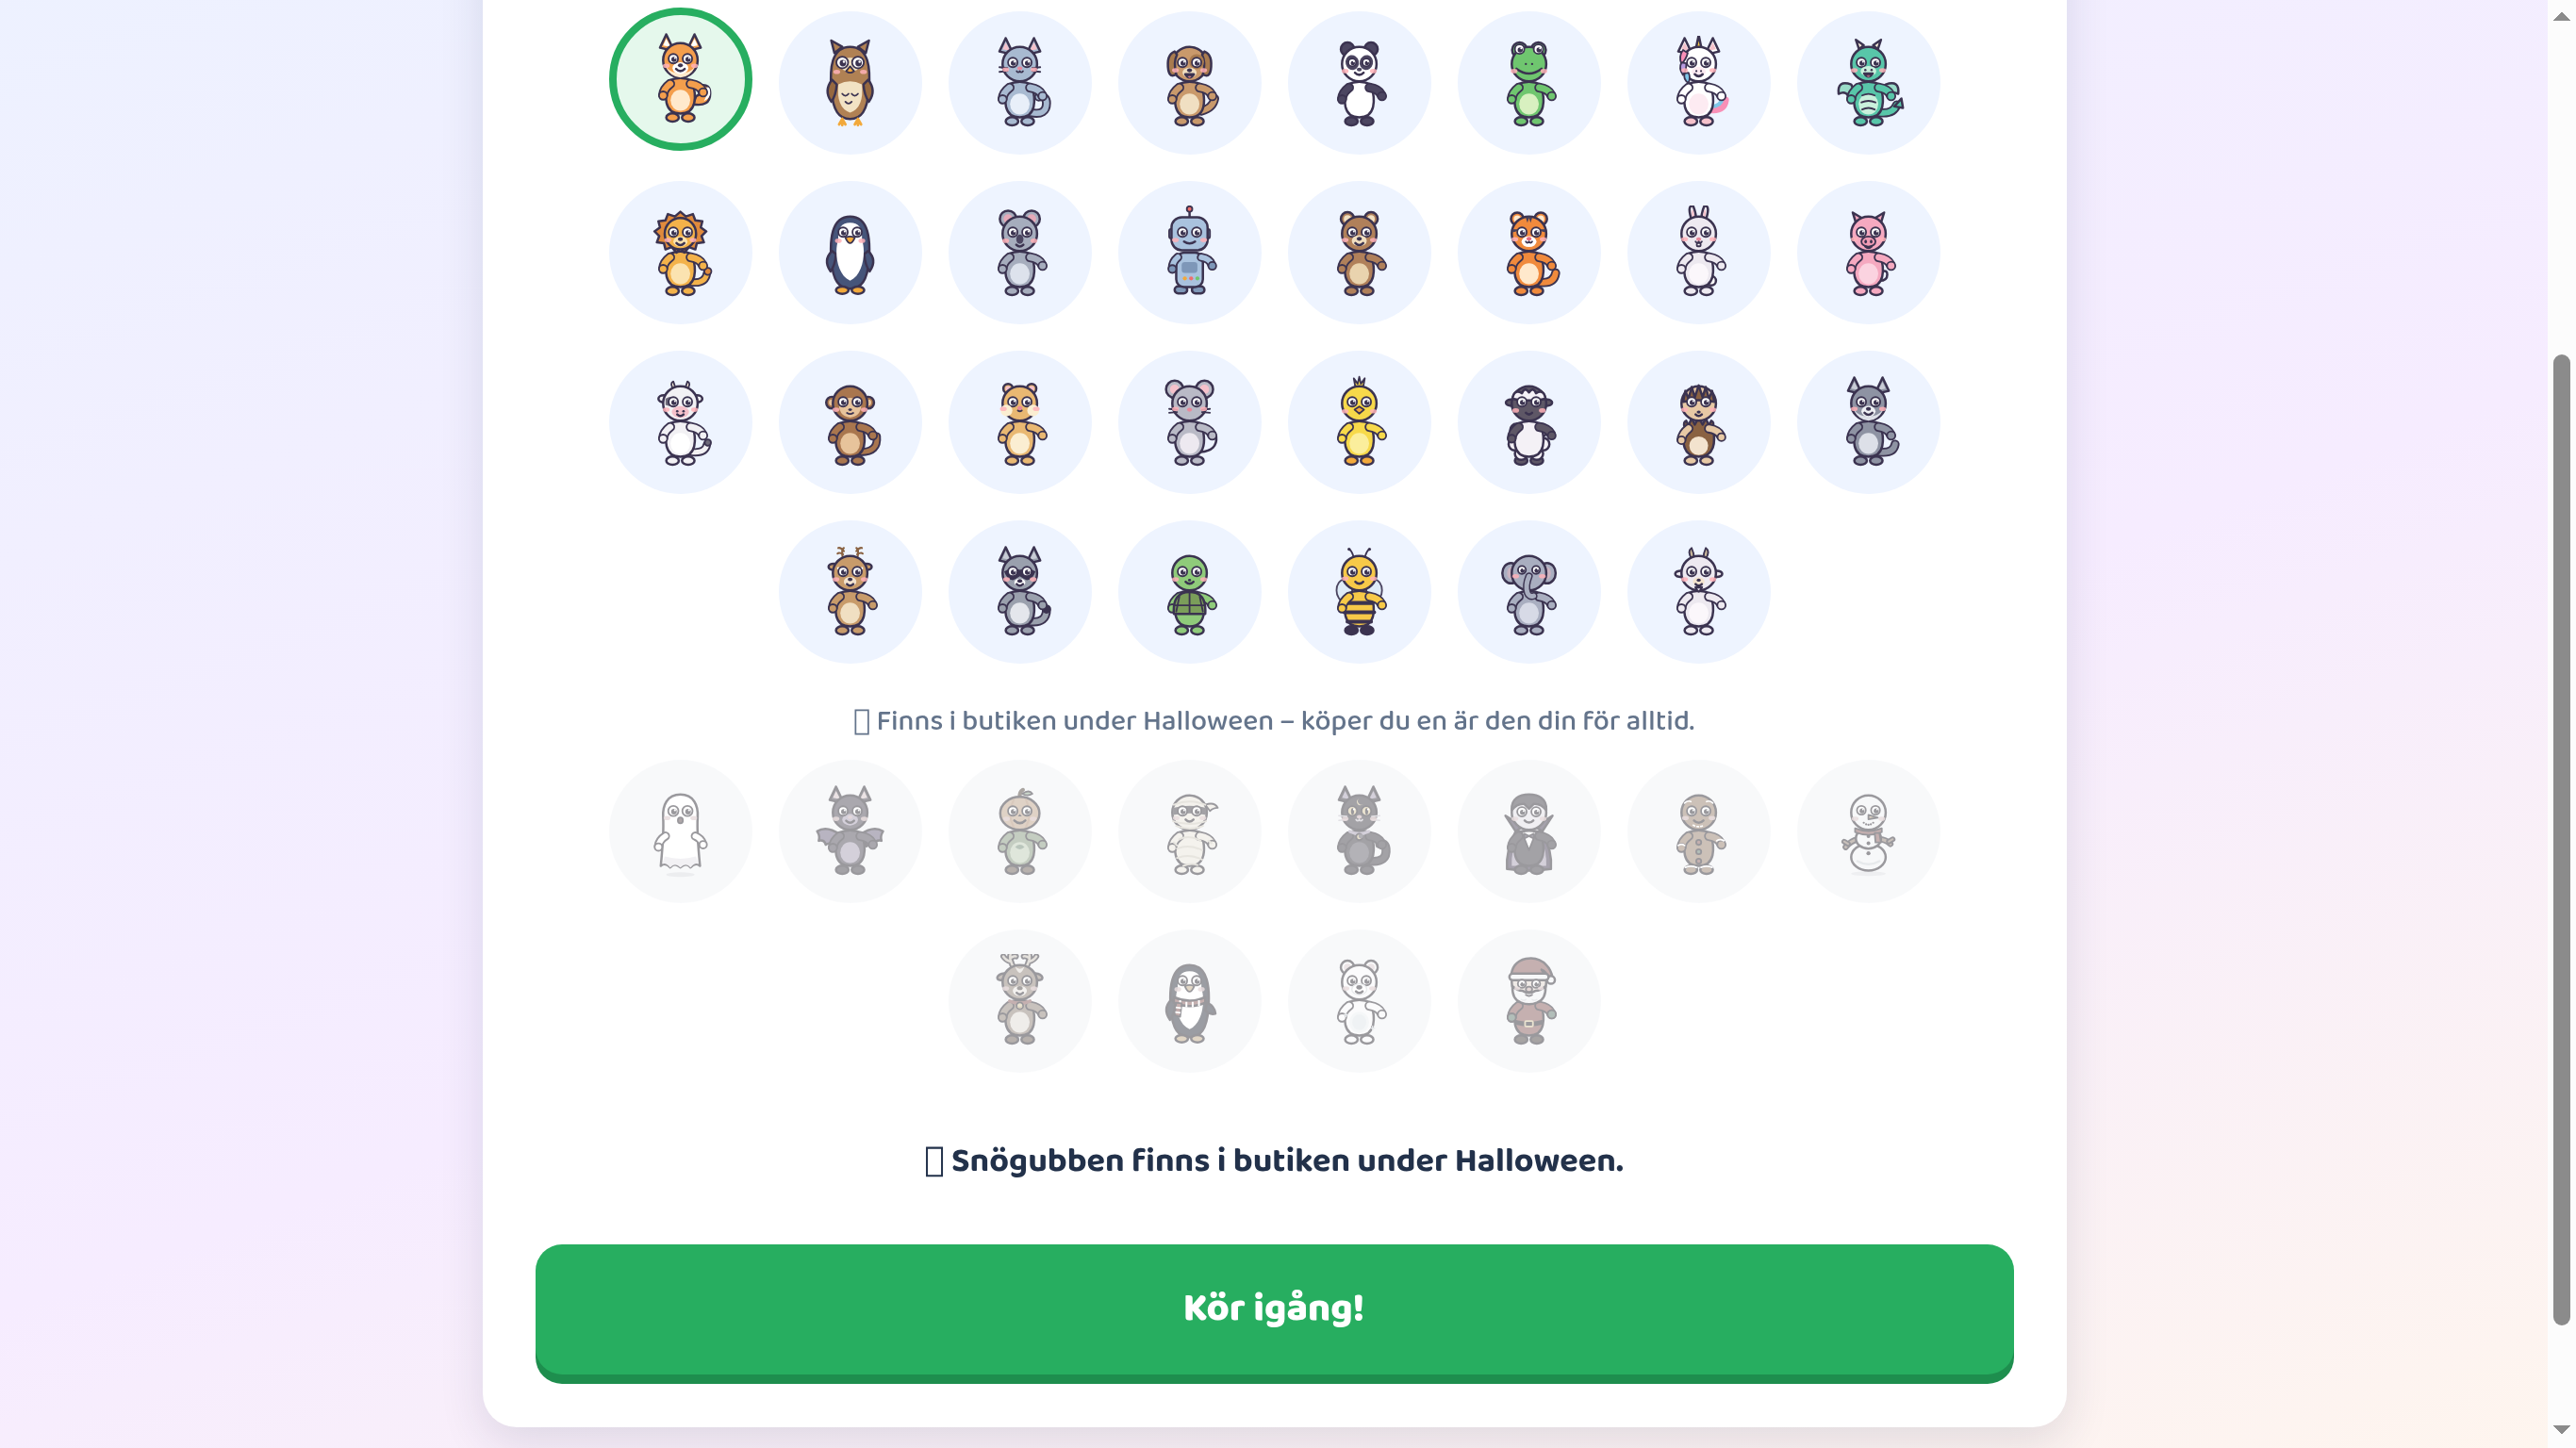 Finns i butiken under Halloween – köper du en är den din för alltid.
Snögubben finns i butiken under Halloween.
Kör igång!